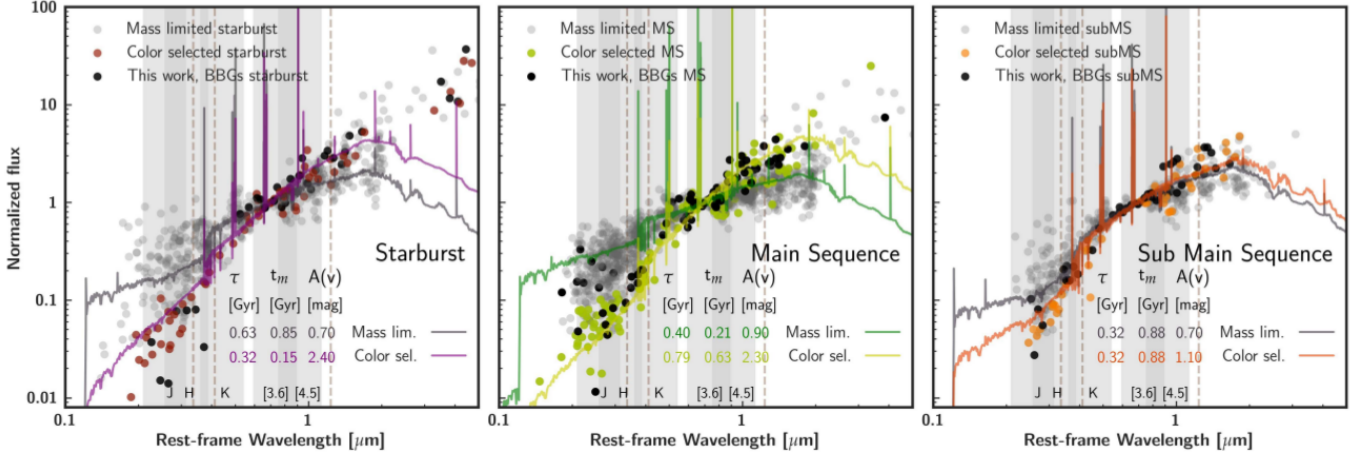 100
10
1
0.1
0.01
Normalized flux
Mass limited starburst
Color selected starburst
This work, BBGs starburst
Starburst
τ t_m A(v)
[Gyr] [Gyr] [mag]
0.63 0.85 0.70 Mass lim.
0.32 0.15 2.40 Color sel.
J H K [3.6] [4.5]
0.1 1
Rest-frame Wavelength [μm]
Mass limited MS
Color selected MS
This work, BBGs MS
Main Sequence
τ t_m A(v)
[Gyr] [Gyr] [mag]
0.40 0.21 0.90 Mass lim.
0.79 0.63 2.30 Color sel.
J H K [3.6] [4.5]
0.1 1
Rest-frame Wavelength [μm]
Mass limited subMS
Color selected subMS
This work, BBGs subMS
Sub Main Sequence
τ t_m A(v)
[Gyr] [Gyr] [mag]
0.32 0.88 0.70 Mass lim.
0.32 0.88 1.10 Color sel.
J H K [3.6] [4.5]
0.1 1
Rest-frame Wavelength [μm]